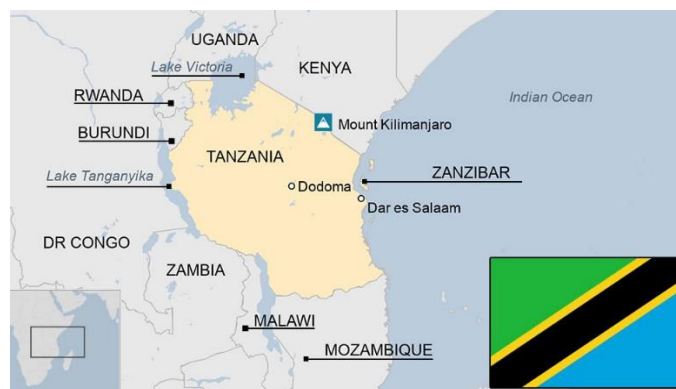 UGANDA
Lake Victoria
KENYA
Indian Ocean
RWANDA
Mount Kilimanjaro
BURUNDI
TANZANIA
ZANZIBAR
Lake Tanganyika
Dodoma
Dar es Salaam
DR CONGO
ZAMBIA
MALAWI
MOZAMBIQUE